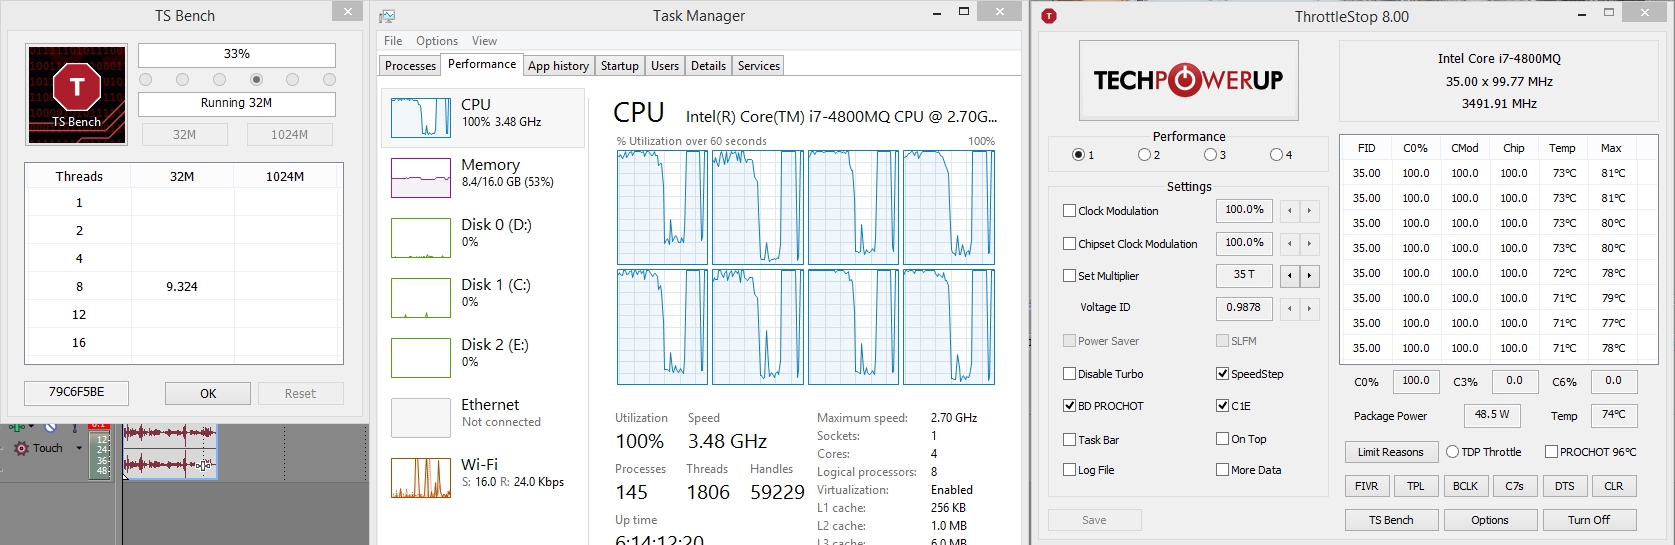 TS Bench
33%
Running 32M
T
TS Bench
32M 1024M
Threads 32M 1024M
1
2
4
8 9.324
12
16
79C6F5BE OK Reset
Touch
12
24
36
48
Task Manager
File Options View
Processes Performance App history Startup Users Details Services
CPU
100% 3.48 GHz
Memory
8.4/16.0 GB (53%)
Disk 0 (D:)
0%
Disk 1 (C:)
0%
Disk 2 (E:)
0%
Ethernet
Not connected
Wi-Fi
S: 16.0 R: 24.0 Kbps
CPU Intel(R) Core(TM) i7-4800MQ CPU @ 2.70G...
% Utilization over 60 seconds 100%
Utilization Speed
100% 3.48 GHz
Processes Threads Handles
145 1806 59229
Up time
6:14:12:20
Maximum speed: 2.70 GHz
Sockets: 1
Cores: 4
Logical processors: 8
Virtualization: Enabled
L1 cache: 256 KB
L2 cache: 1.0 MB
L3 cache: 6.0 MB
ThrottleStop 8.00
TECHPOWERUP
Intel Core i7-4800MQ
35.00 x 99.77 MHz
3491.91 MHz
Performance
1 2 3 4
Settings
Clock Modulation 100.0%
Chipset Clock Modulation 100.0%
Set Multiplier 35 T
Voltage ID 0.9878
Power Saver SLFM
Disable Turbo SpeedStep
BD PROCHOT C1E
Task Bar On Top
Log File More Data
Save
FID C0% CMod Chip Temp Max
35.00 100.0 100.0 100.0 73°C 81°C
35.00 100.0 100.0 100.0 73°C 81°C
35.00 100.0 100.0 100.0 73°C 80°C
35.00 100.0 100.0 100.0 73°C 80°C
35.00 100.0 100.0 100.0 72°C 78°C
35.00 100.0 100.0 100.0 71°C 79°C
35.00 100.0 100.0 100.0 71°C 77°C
35.00 100.0 100.0 100.0 71°C 78°C
C0% 100.0 C3% 0.0 C6% 0.0
Package Power 48.5 W Temp 74°C
Limit Reasons TDP Throttle PROCHOT 96°C
FIVR TPL BCLK C7s DTS CLR
TS Bench Options Turn Off